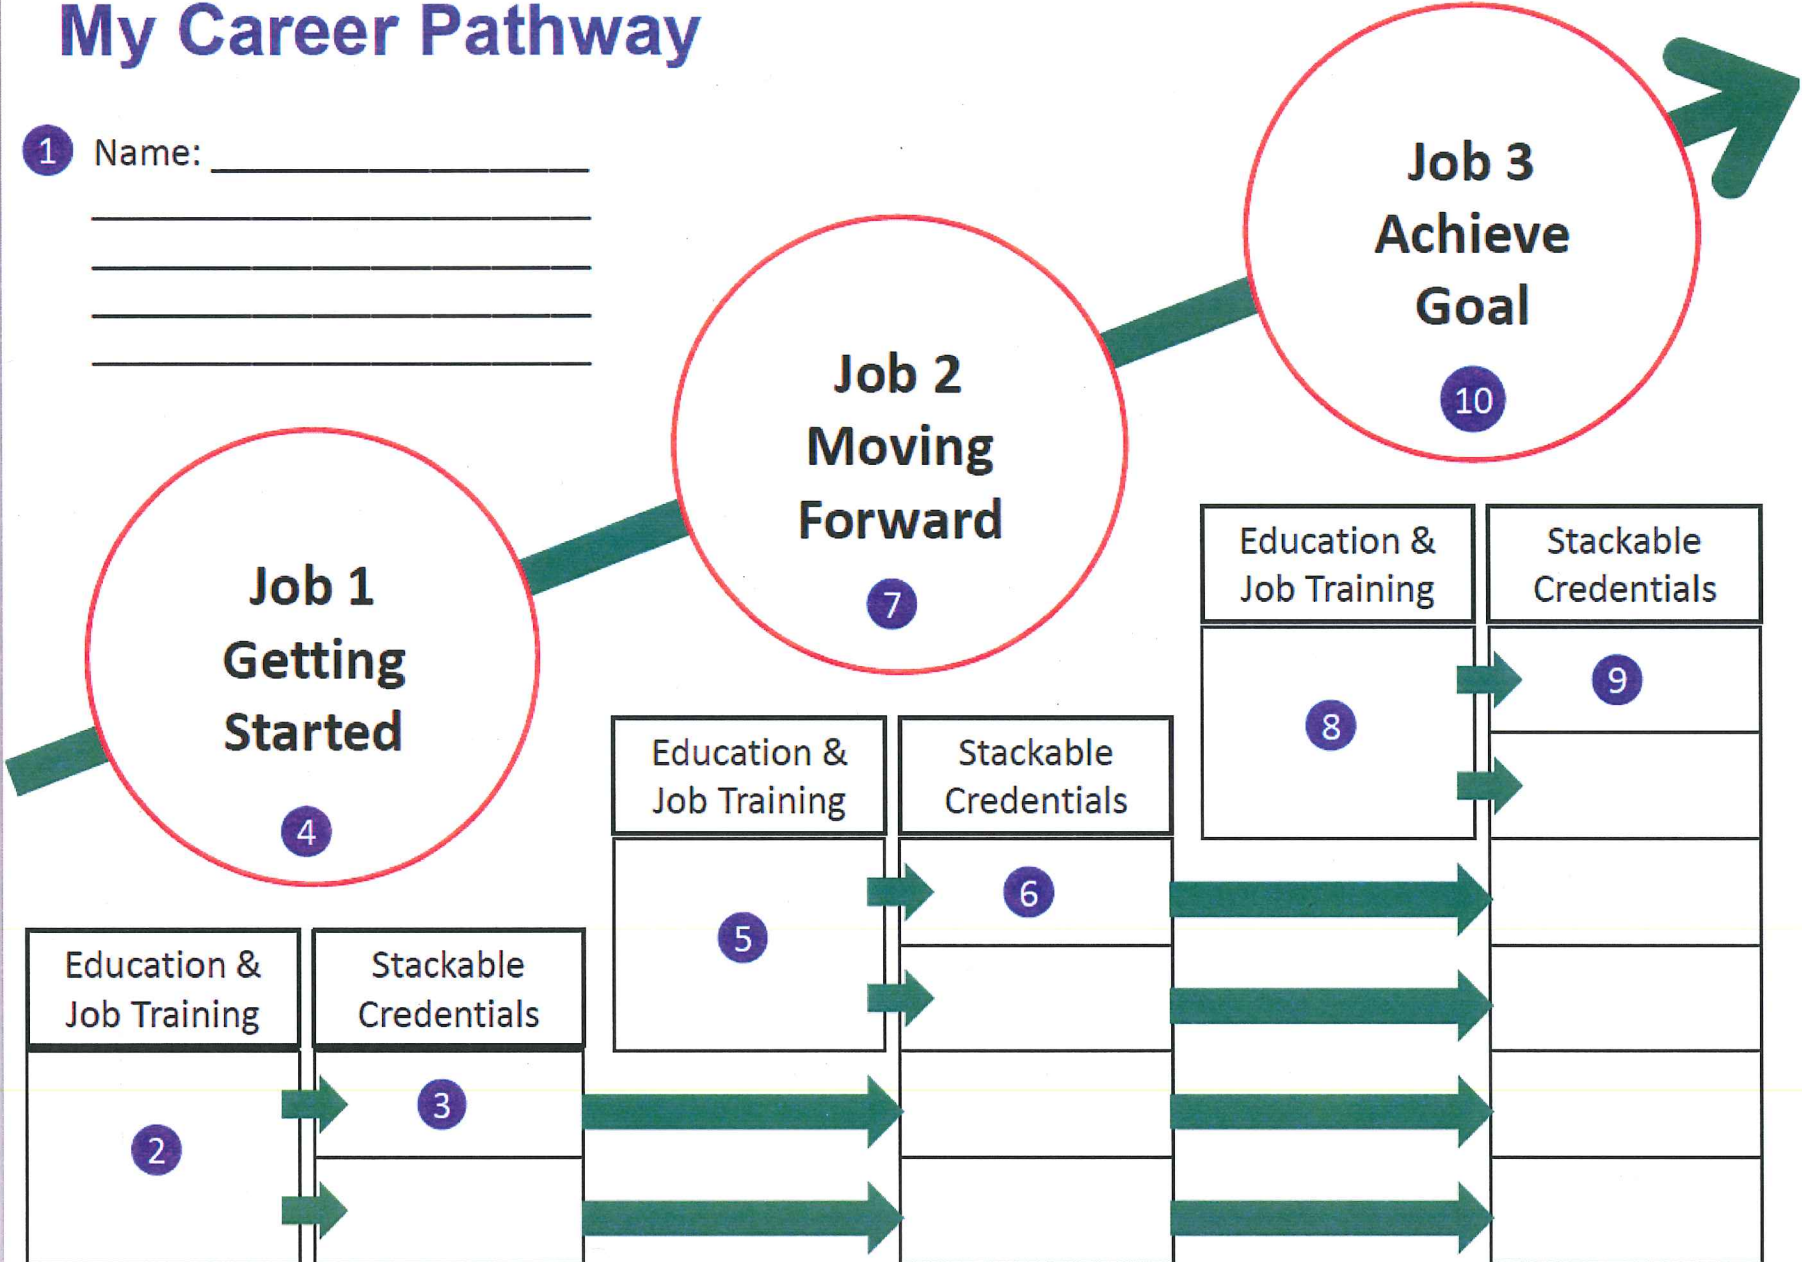 My Career Pathway
1 Name:
Job 1
Getting
Started
4
Education &
Job Training
2
Stackable
Credentials
3
Job 2
Moving
Forward
7
Education &
Job Training
5
Stackable
Credentials
6
Job 3
Achieve
Goal
10
Education &
Job Training
8
Stackable
Credentials
9